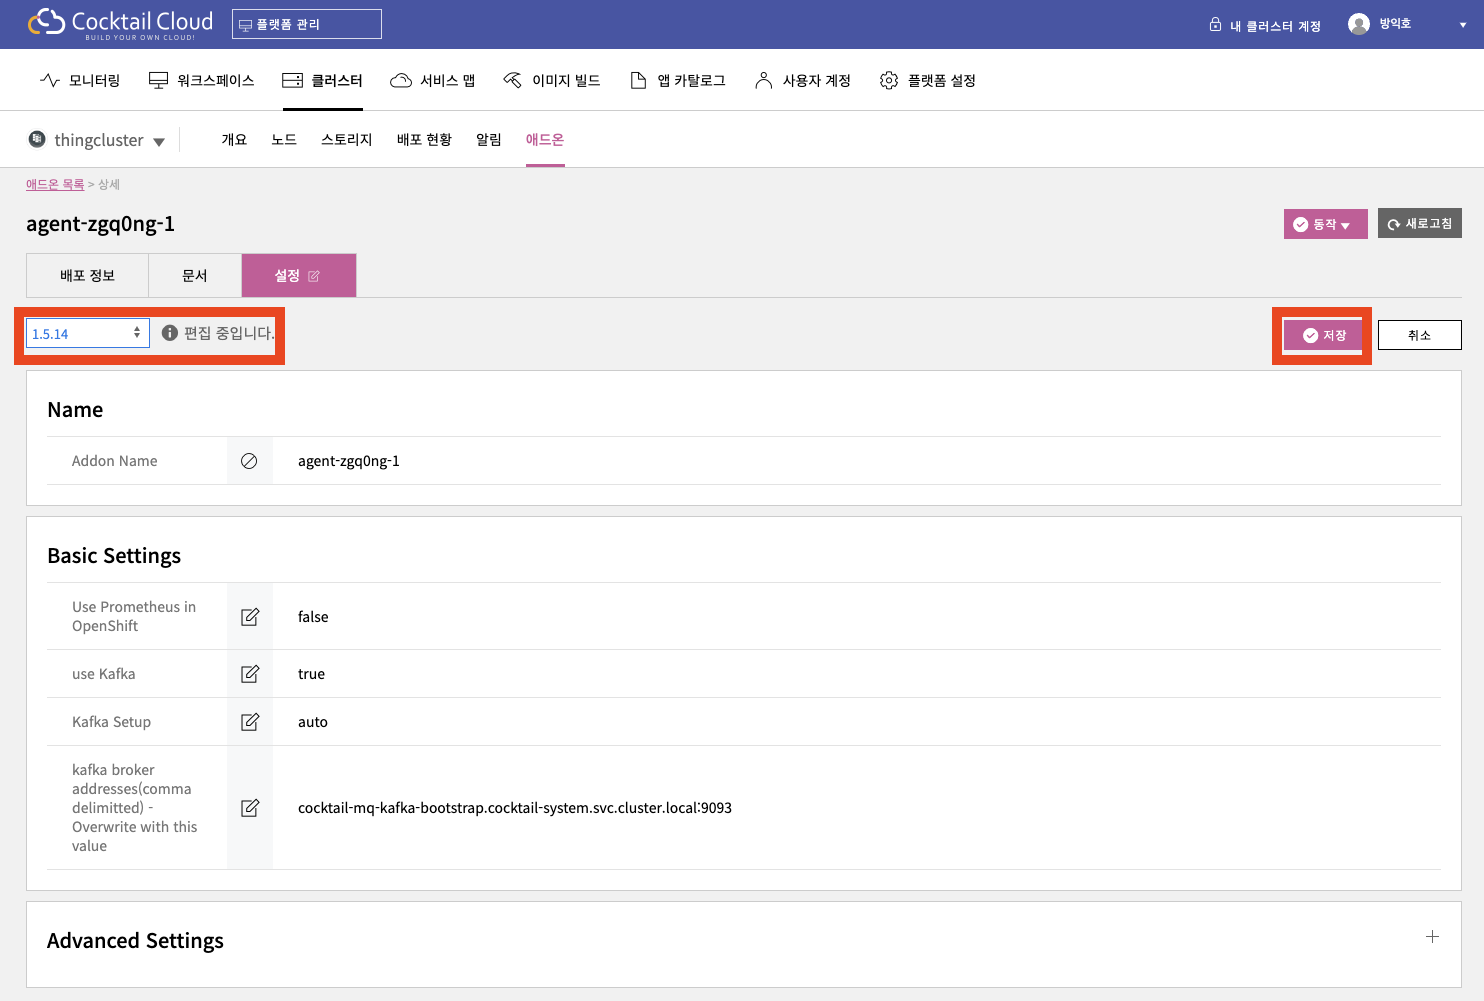 Cocktail Cloud
BUILD YOUR OWN CLOUD!
플랫폼 관리
내 클러스터 계정
방익호
모니터링
워크스페이스
클러스터
서비스 맵
이미지 빌드
앱 카탈로그
사용자 계정
플랫폼 설정
thingcluster
개요
노드
스토리지
배포 현황
알림
애드온
애드온 목록 > 상세
agent-zgq0ng-1
동작
새로고침
배포 정보
문서
설정
1.5.14
편집 중입니다.
저장
취소
Name
Addon Name
agent-zgq0ng-1
Basic Settings
Use Prometheus in
OpenShift
false
use Kafka
true
Kafka Setup
auto
kafka broker
addresses(comma
delimitted) -
Overwrite with this
value
cocktail-mq-kafka-bootstrap.cocktail-system.svc.cluster.local:9093
Advanced Settings